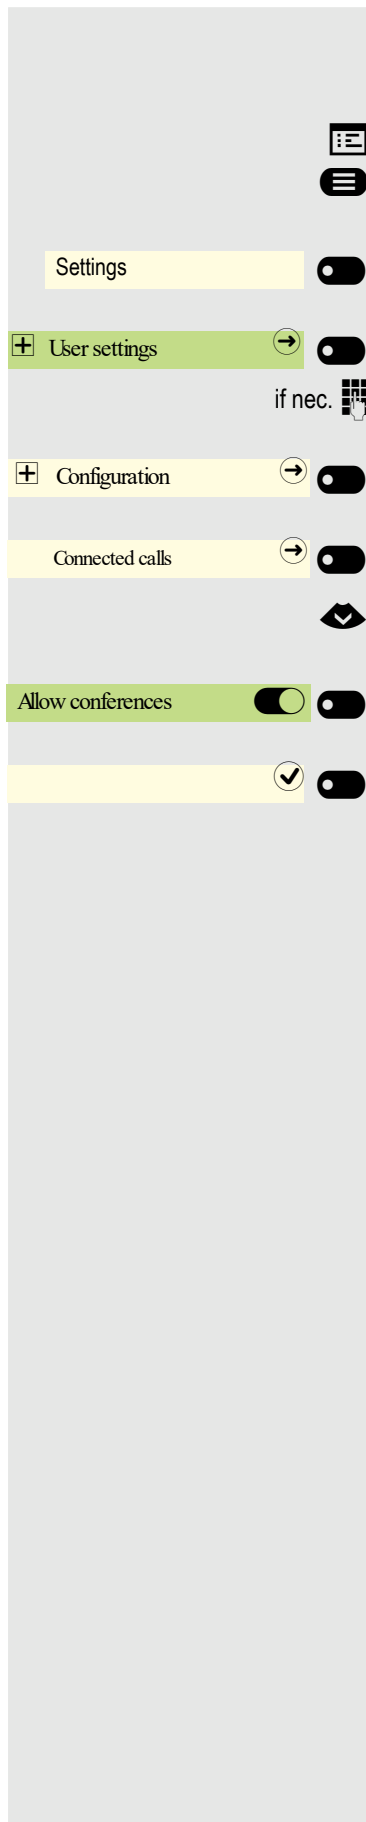 Settings
User settings
if nec.
Configuration
Connected calls
Allow conferences